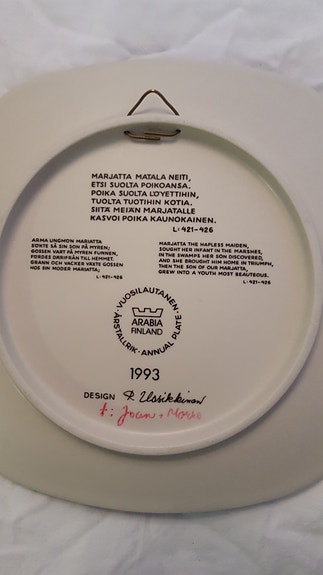 MARJATTA MATALA NEITI,
ETSI SUOLTA POIKOANSA.
POIKA SUOLTA LÖYETTIHIN,
TUOLTA TUOTIHIN KOTIA.
SIITÄ MEIJÄN MARJATALLE
KASVOI POIKA KAUNOKAINEN.
L: 421-426
ARMA UNGMÖN MARJATTA
SÖKTE SÅ SIN SON PÅ MYREN;
GOSSEN VART PÅ MYREN FUNNEN,
FÖRDES DÄRIFRÅN TILL HEMMET.
GRANN OCH VACKER VÄXTE GOSSEN
HOS SIN MODER MARJATTA,
L: 421-426
MARJATTA THE HAPLESS MAIDEN,
SOUGHT HER INFANT IN THE MARSHES,
IN THE SWAMPS HER SON DISCOVERED,
AND SHE BROUGHT HIM HOME IN TRIUMPH,
THEN THE SON OF OUR MARJATTA,
GREW INTO A YOUTH MOST BEAUTEOUS.
L: 421-426
VUOSILAUTANEN·
ÅRSTALLRIK·ANNUAL PLATE·
ARABIA
FINLAND
1993
DESIGN R. Uosikkinen
Joan +